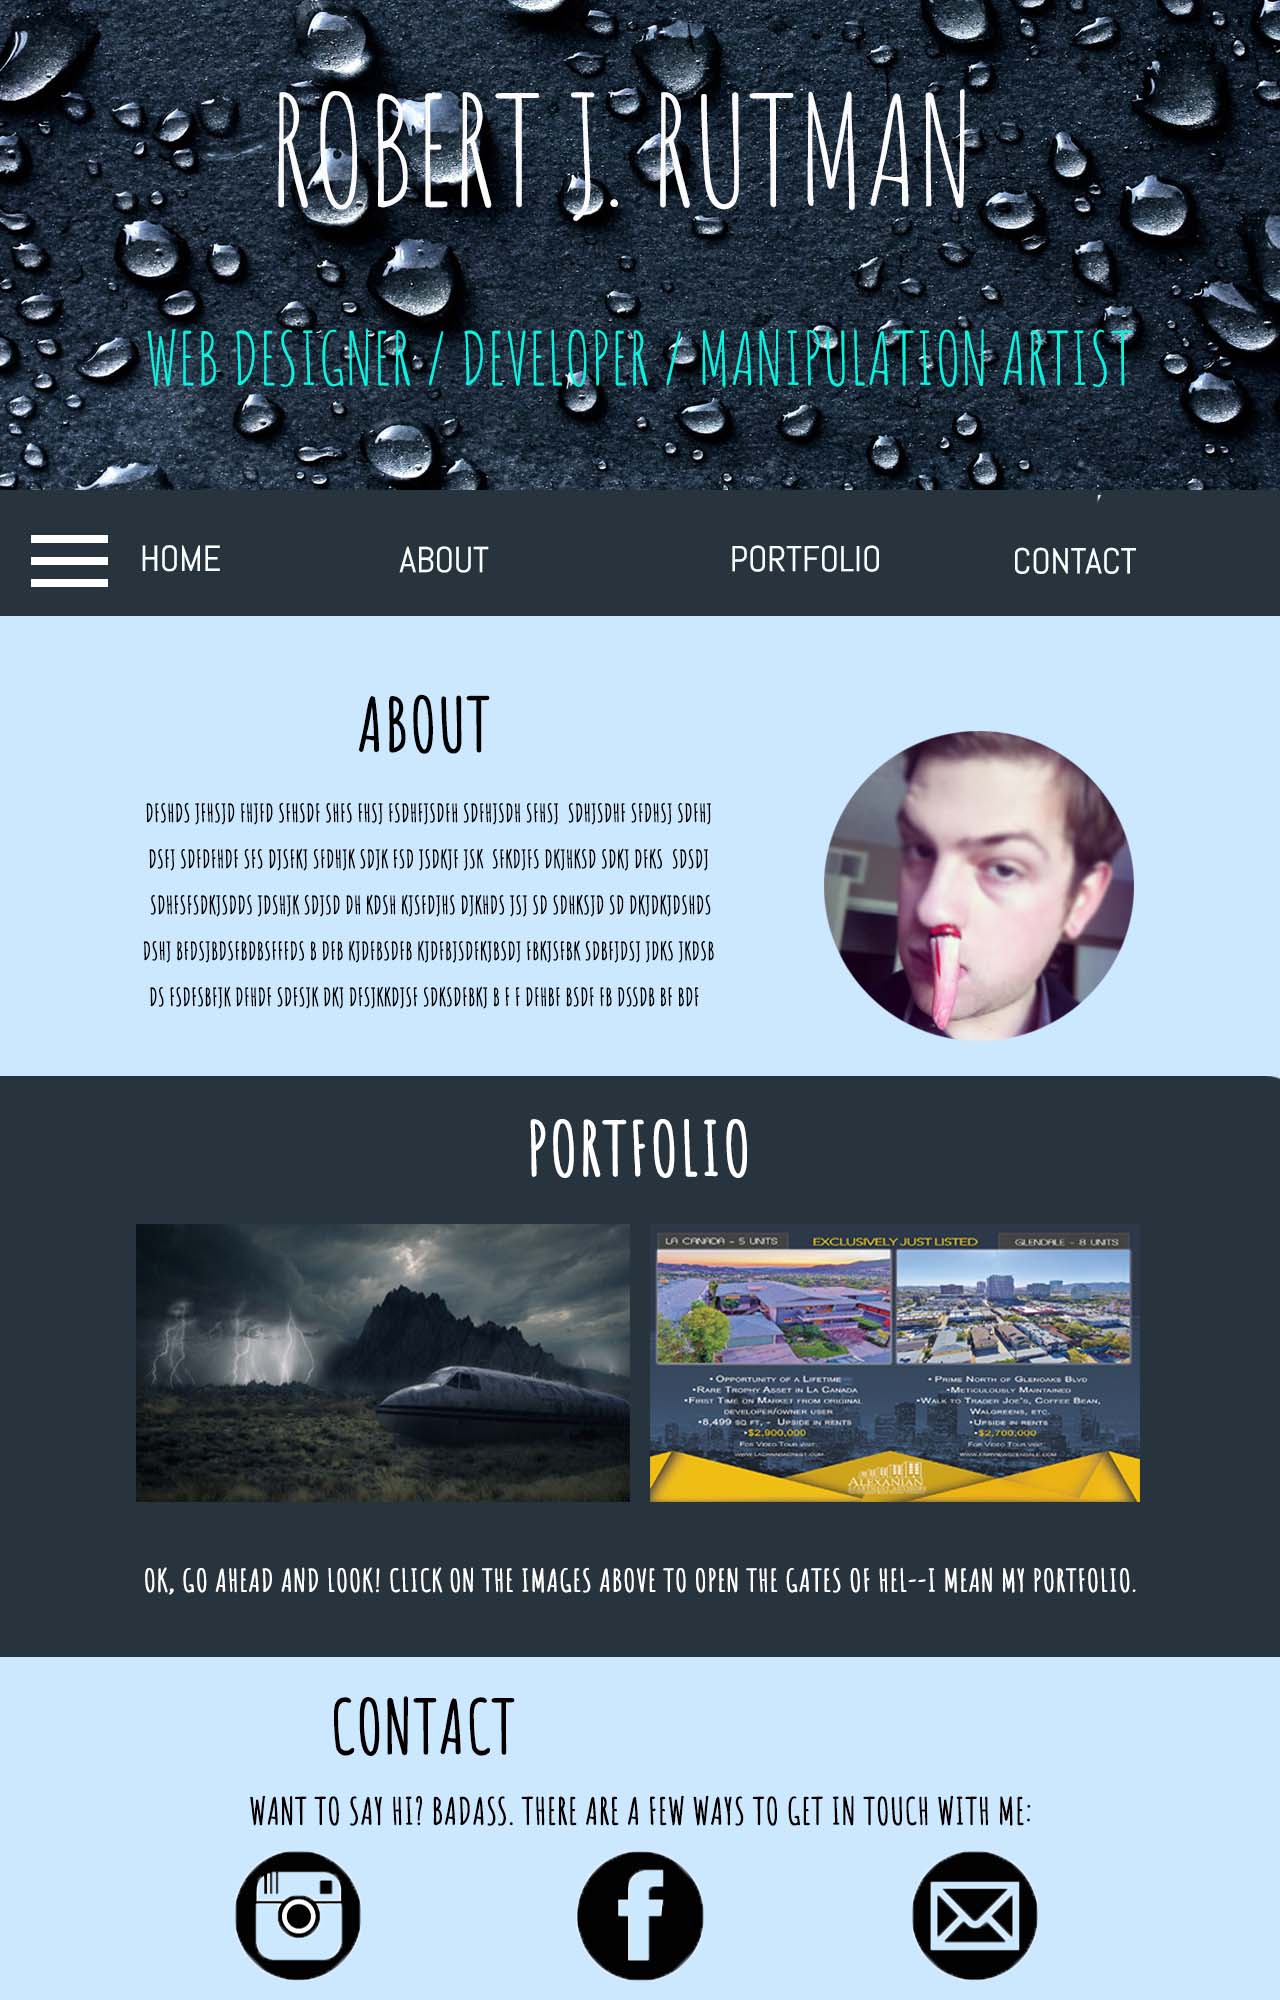 ROBERT J. RUTMAN
WEB DESIGNER / DEVELOPER / MANIPULATION ARTIST
HOME ABOUT PORTFOLIO CONTACT
ABOUT
DFSHDS JFHSJD FHJFD SFHSDF SHFS FHSJ FSDHFJSDFH SDFHJSDH SFHSJ SDHJSDHF SFDHSJ SDFHJ
DSFJ SDFDFHDF SFS DJSFKJ SFDHJK SDJK FSD JSDKJF JSK SFKDJFS DKJHKSD SDKJ DFKS SDSDJ
SDHFSFSDKJSDDS JDSHJK SDJSD DH KDSH KJSFDJHS DJKHDS JSJ SD SDHKSJD SD DKJDKJDSHDS
DSHJ BFDSJBDSFBDBSFFFDS B DFB KJDFBSDFB KJDFBJSDFKJBSDJ FBKJSFBK SDBFJDSJ JDKS JKDSB
DS FSDFSBFJK DFHDF SDFSJK DKJ DFSJKKDJSF SDKSDFBKJ B F F DFHBF BSDF FB DSSDB BF BDF
PORTFOLIO
LA CANADA - 5 UNITS EXCLUSIVELY JUST LISTED GLENDALE - 8 UNITS
•OPPORTUNITY OF A LIFETIME
•RARE TROPHY ASSET IN LA CANADA
•FIRST TIME ON MARKET FROM ORIGINAL
DEVELOPER/OWNER USER
•8,499 SQ FT, - UPSIDE IN RENTS
•$2,900,000
FOR VIDEO TOUR VISIT:
•PRIME NORTH OF GLENOAKS BLVD
•METICULOUSLY MAINTAINED
•WALK TO TRADER JOE'S, COFFEE BEAN,
WALGREENS, ETC.
•UPSIDE IN RENTS
•$2,700,000
FOR VIDEO TOUR VISIT:
ALEXANIAN
OK, GO AHEAD AND LOOK! CLICK ON THE IMAGES ABOVE TO OPEN THE GATES OF HEL--I MEAN MY PORTFOLIO.
CONTACT
WANT TO SAY HI? BADASS. THERE ARE A FEW WAYS TO GET IN TOUCH WITH ME: